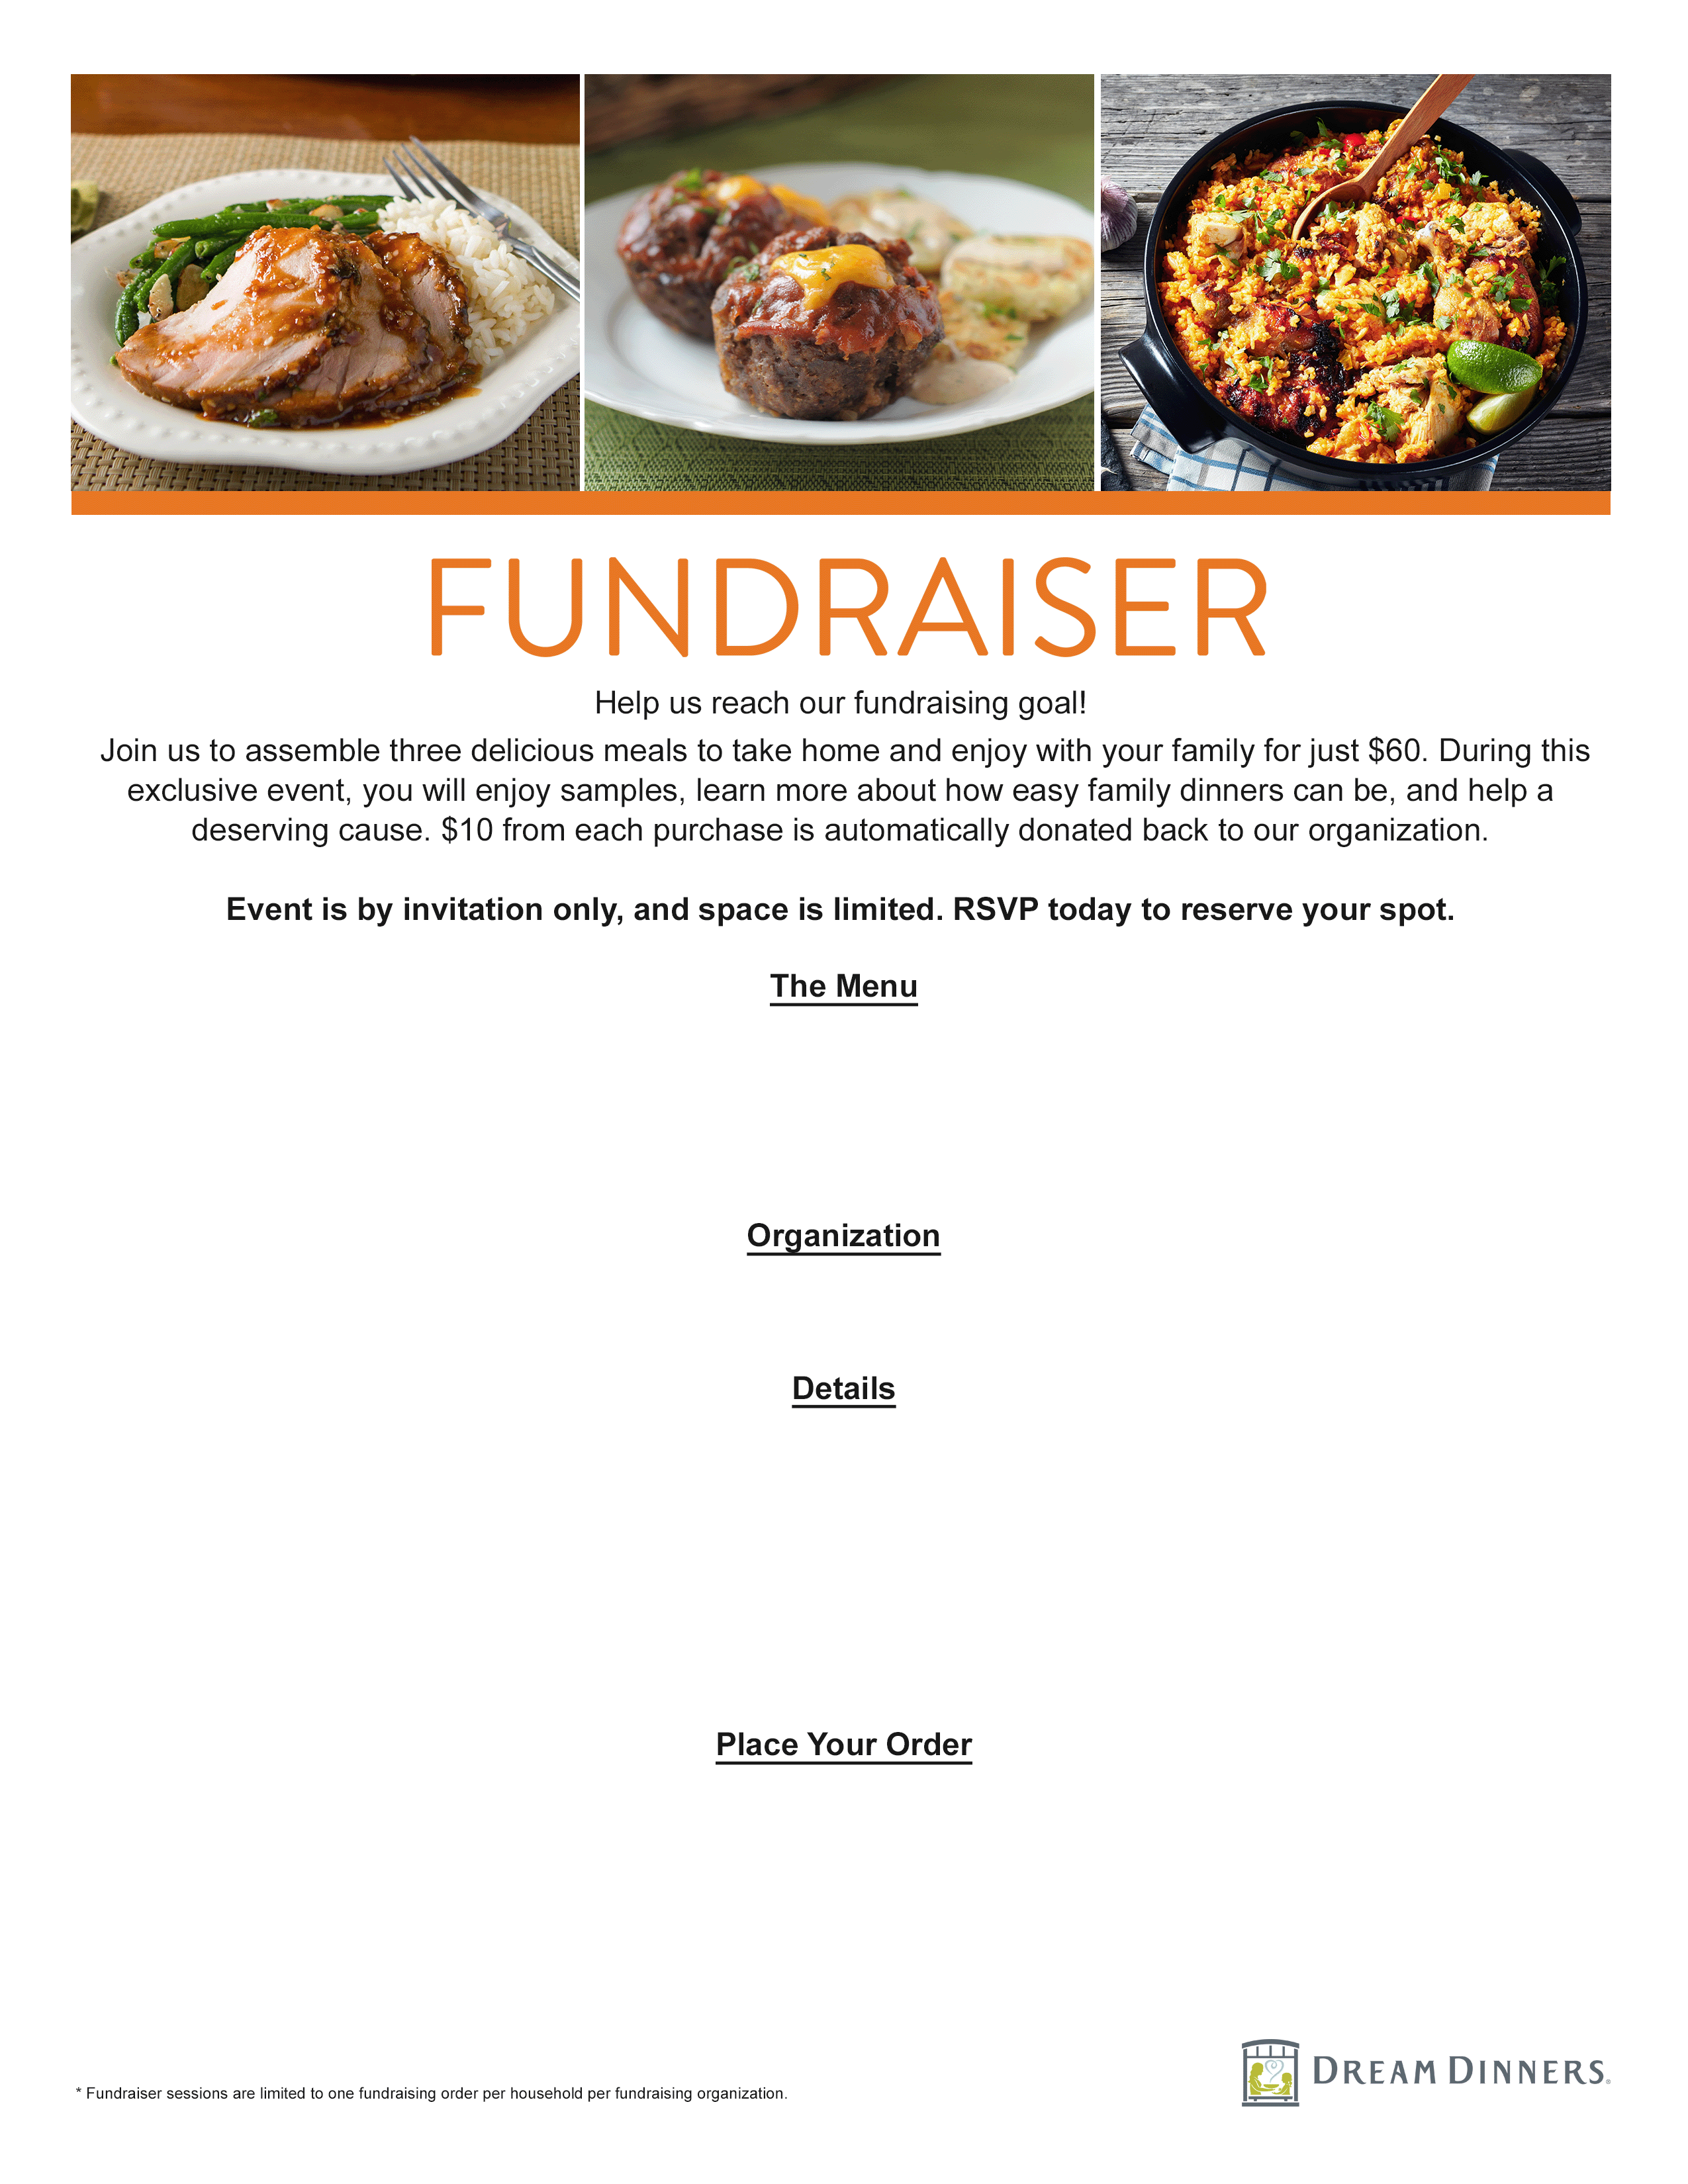 FUNDRAISER
Help us reach our fundraising goal!
Join us to assemble three delicious meals to take home and enjoy with your family for just $60. During this
exclusive event, you will enjoy samples, learn more about how easy family dinners can be, and help a
deserving cause. $10 from each purchase is automatically donated back to our organization.
Event is by invitation only, and space is limited. RSVP today to reserve your spot.
The Menu
Organization
Details
Place Your Order
* Fundraiser sessions are limited to one fundraising order per household per fundraising organization.
DREAM DINNERS®